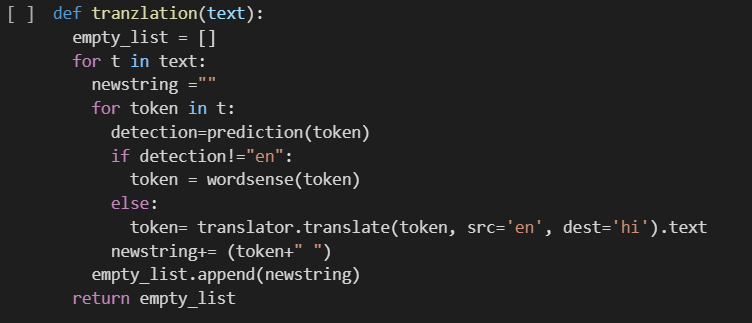 [ ] def tranzlation(text):
empty_list = []
for t in text:
newstring =""
for token in t:
detection=prediction(token)
if detection!="en":
token = wordsense(token)
else:
token= translator.translate(token, src='en', dest='hi').text
newstring+= (token+" ")
empty_list.append(newstring)
return empty_list